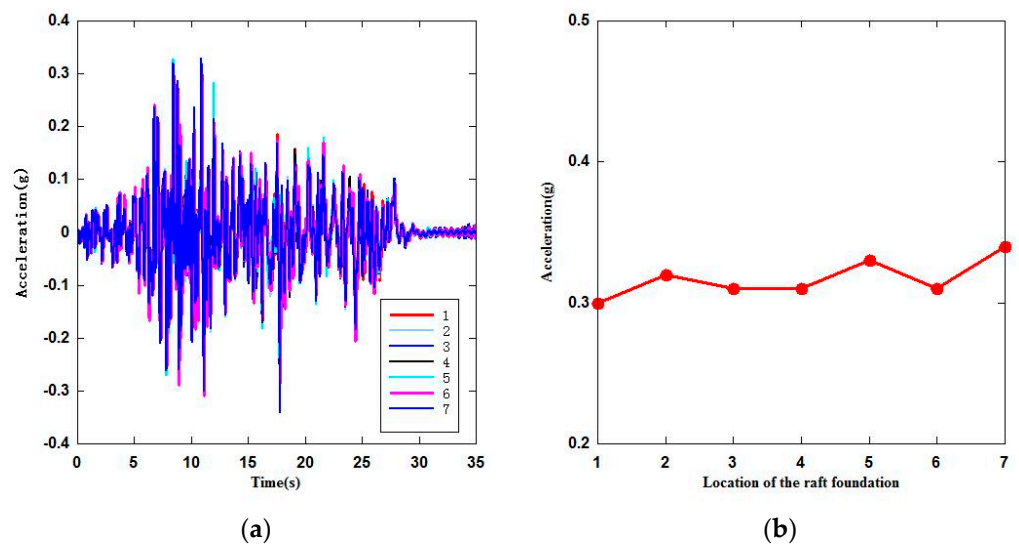 0.4
0.3
0.2
0.1
0
-0.1
-0.2
-0.3
-0.4
Acceleration(g)
1
2
3
4
5
6
7
0 5 10 15 20 25 30 35
Time(s)
(a)
0.5
0.4
0.3
0.2
Acceleration(g)
1 2 3 4 5 6 7
Location of the raft foundation
(b)